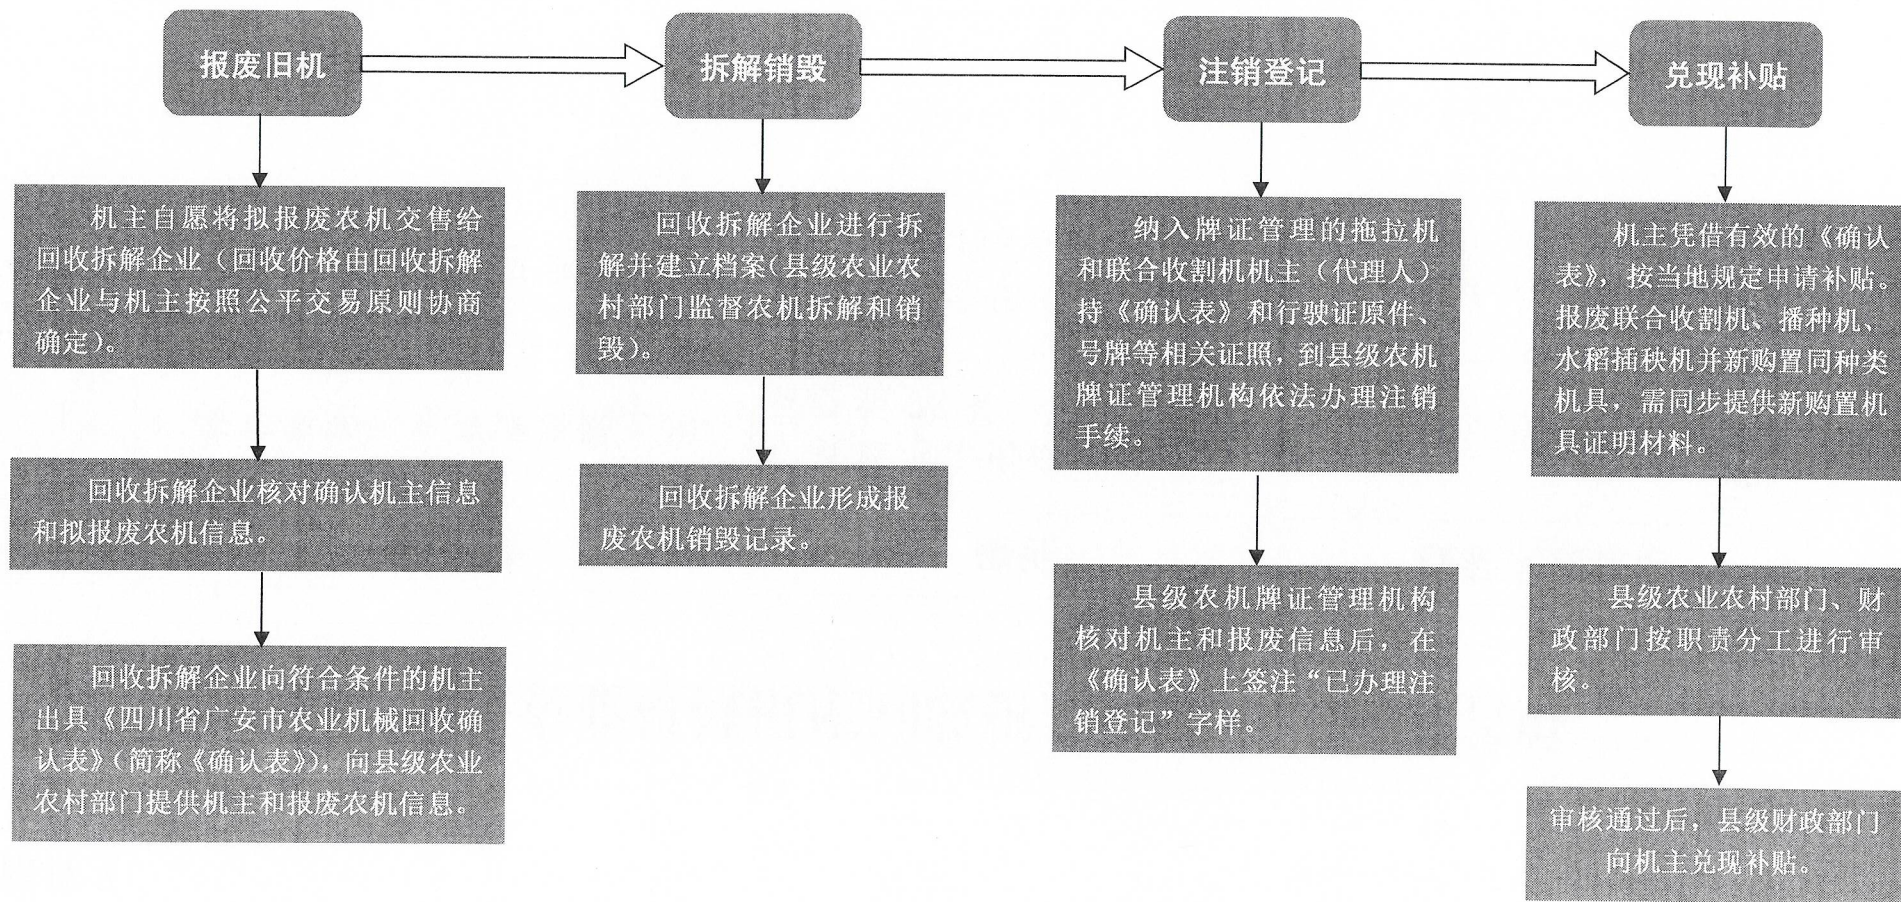 报废旧机
拆解销毁
注销登记
兑现补贴
机主自愿将拟报废农机交售给
回收拆解企业（回收价格由回收拆解
企业与机主按照公平交易原则协商
确定）。
回收拆解企业核对确认机主信息
和拟报废农机信息。
回收拆解企业向符合条件的机主
出具《四川省广安市农业机械回收确
认表》（简称《确认表》），向县级农业
农村部门提供机主和报废农机信息。
回收拆解企业进行拆
解并建立档案（县级农业农
村部门监督农机拆解和销
毁）。
回收拆解企业形成报
废农机销毁记录。
纳入牌证管理的拖拉机
和联合收割机机主（代理人）
持《确认表》和行驶证原件、
号牌等相关证照，到县级农机
牌证管理机构依法办理注销
手续。
县级农机牌证管理机构
核对机主和报废信息后，在
《确认表》上签注“已办理注
销登记”字样。
机主凭借有效的《确认
表》，按当地规定申请补贴。
报废联合收割机、播种机、
水稻插秧机并新购置同种类
机具，需同步提供新购置机
具证明材料。
县级农业农村部门、财
政部门按职责分工进行审
核。
审核通过后，县级财政部门
向机主兑现补贴。